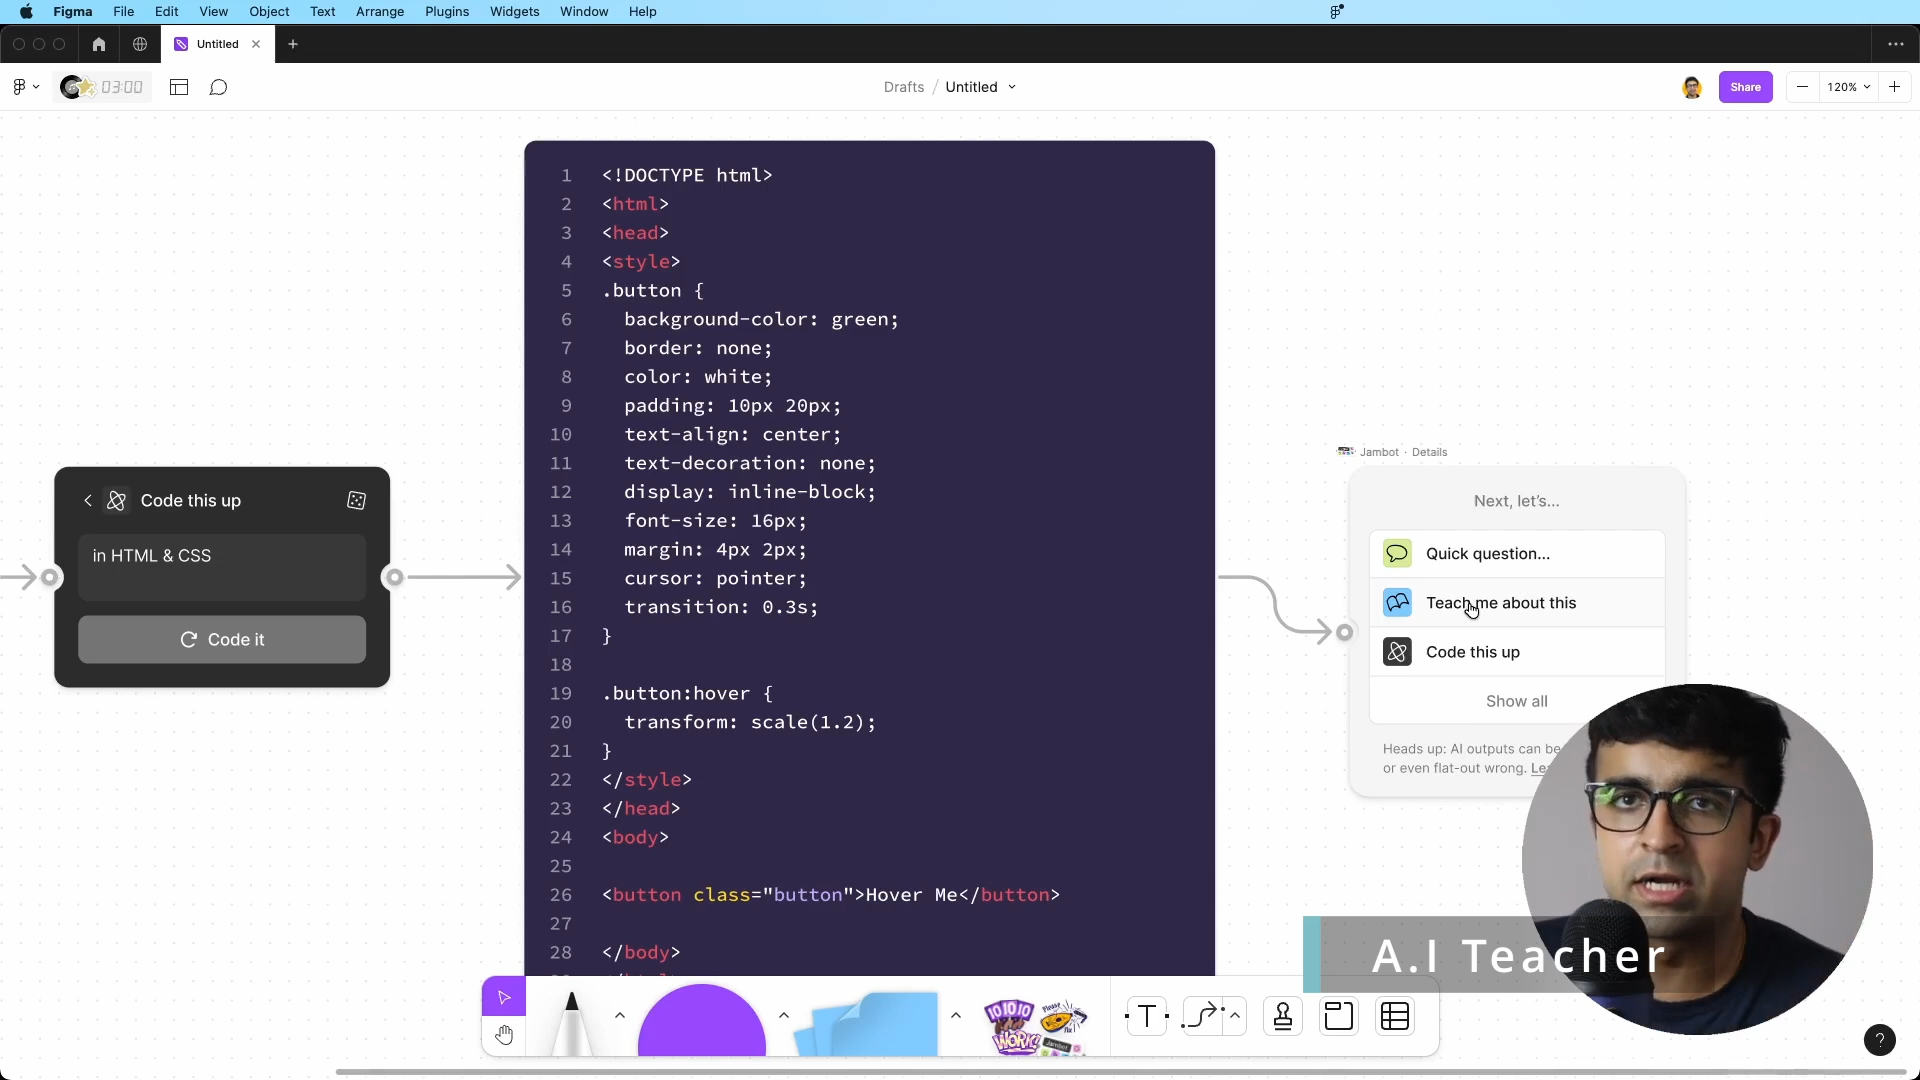 Figma File Edit View Object Text Arrange Plugins Widgets Window Help
Untitled
03:00
Drafts / Untitled
Share
120%
1 <!DOCTYPE html>
2 <html>
3 <head>
4 <style>
5 .button {
6 background-color: green;
7 border: none;
8 color: white;
9 padding: 10px 20px;
10 text-align: center;
11 text-decoration: none;
12 display: inline-block;
13 font-size: 16px;
14 margin: 4px 2px;
15 cursor: pointer;
16 transition: 0.3s;
17 }
18
19 .button:hover {
20 transform: scale(1.2);
21 }
22 </style>
23 </head>
24 <body>
25
26 <button class="button">Hover Me</button>
27
28 </body>
Code this up
in HTML & CSS
Code it
Jambot · Details
Next, let's...
Quick question...
Teach me about this
Code this up
Show all
Heads up: AI outputs can be
or even flat-out wrong.
A.I Teacher
10 10 10
WORK!
Please
Jambot
T
?